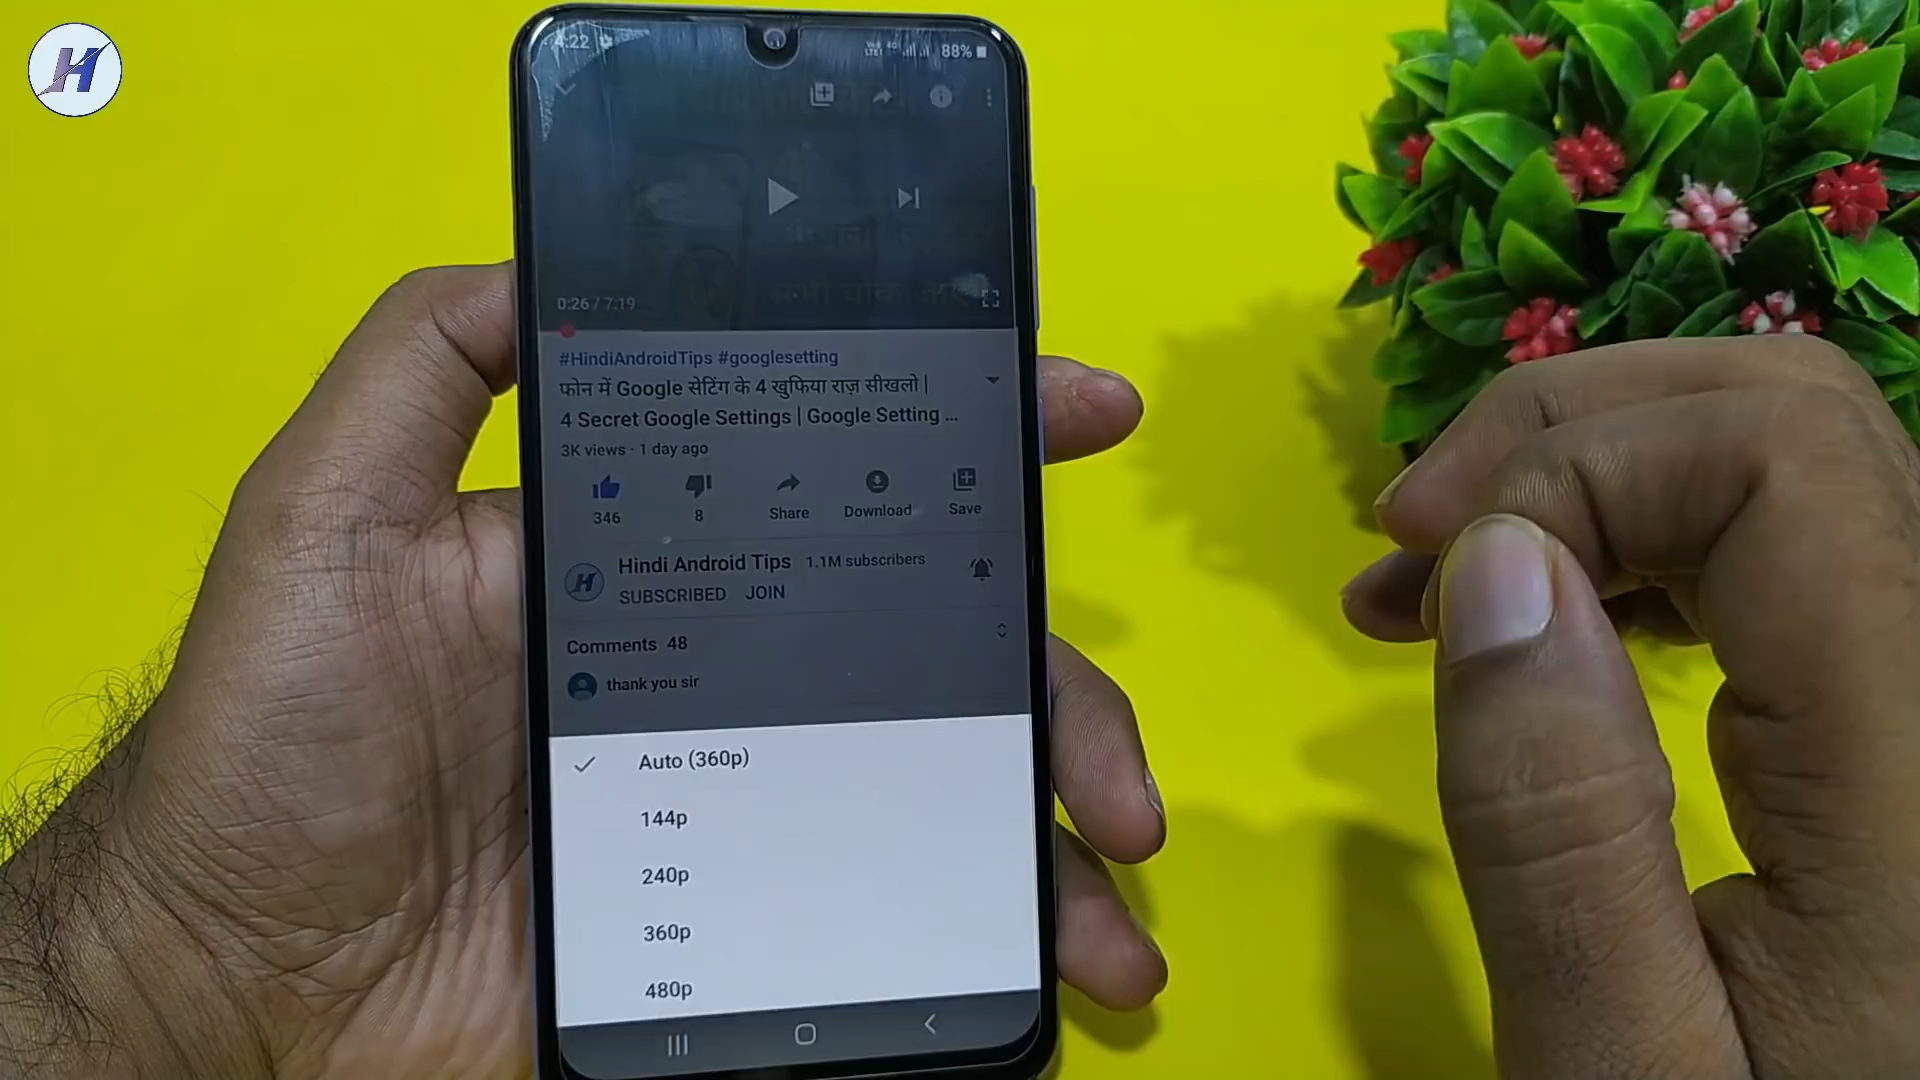 H
4:22
88%
0:26 / 7:19
#HindiAndroidTips #googlesetting
फोन में Google सेटिंग के 4 खुफिया राज़ सीखलो |
4 Secret Google Settings | Google Setting ...
3K views · 1 day ago
346
8
Share
Download
Save
Hindi Android Tips 1.1M subscribers
H
SUBSCRIBED JOIN
Comments 48
thank you sir
Auto (360p)
144p
240p
360p
480p